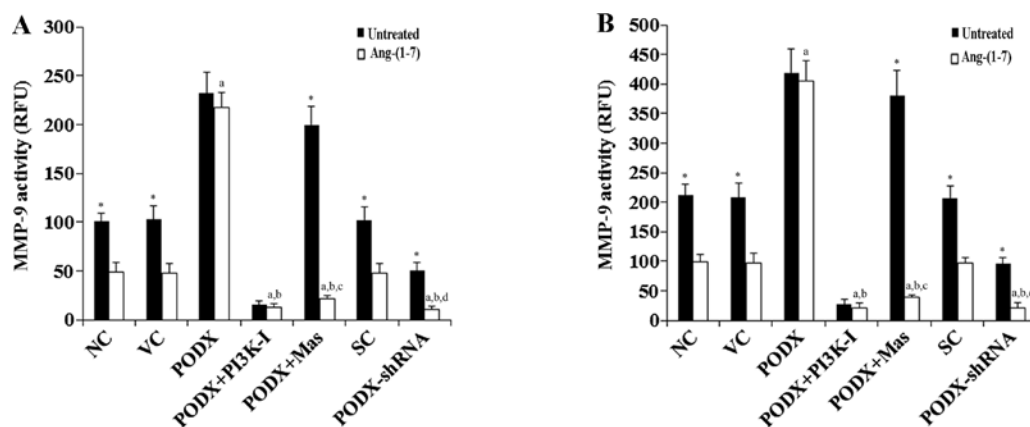 A
MMP-9 activity (RFU)
300
250
200
150
100
50
0
Untreated
Ang-(1-7)
*
*
a
a,b
*
a,b,c
*
*
a,b,d
NC
VC
PODX
PODX+PI3K-I
PODX+Mas
SC
PODX-shRNA
B
MMP-9 activity (RFU)
500
450
400
350
300
250
200
150
100
50
0
Untreated
Ang-(1-7)
*
*
a
a,b
*
a,b,c
*
*
NC
VC
PODX
PODX+PI3K-I
PODX+Mas
SC
PODX-shRNA